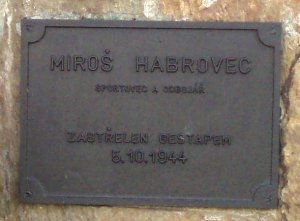 MIROŠ HABROVEC
SPORTOVEC A ODBOJÁŘ
ZASTŘELEN GESTAPEM
5.10.1944